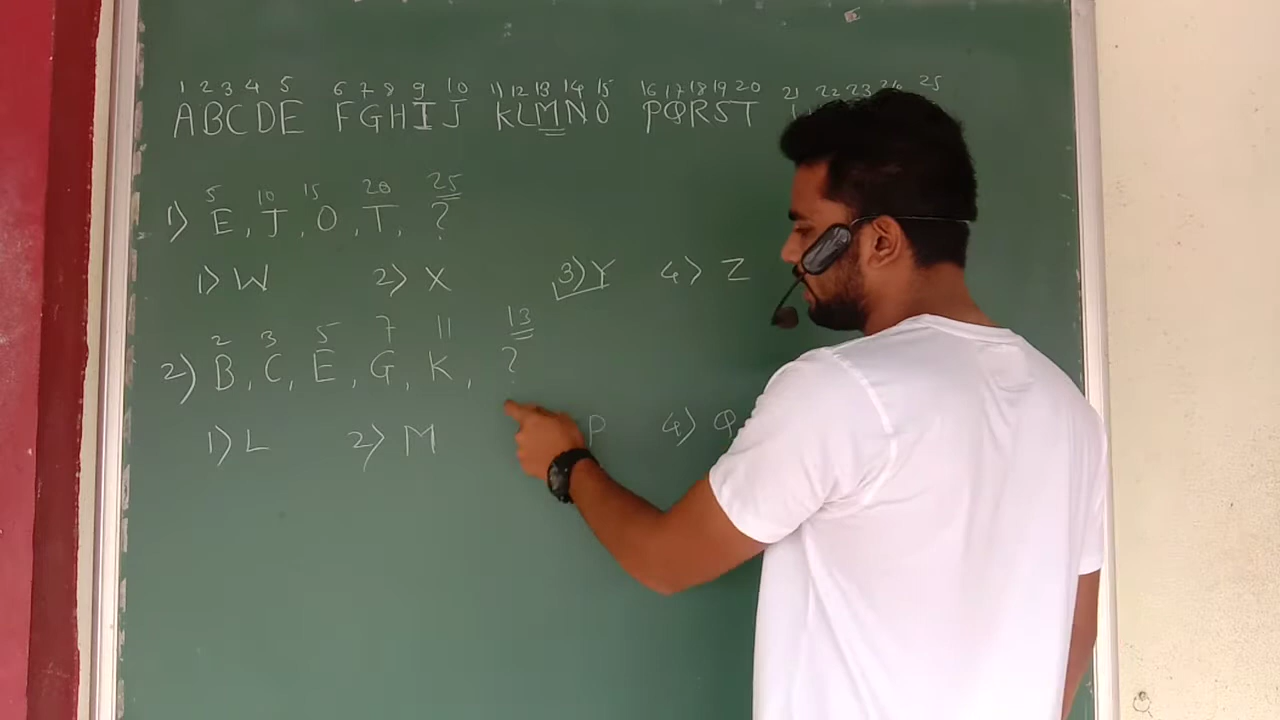 1 2 3 4 5 6 7 8 9 10 11 12 13 14 15 16 17 18 19 20 21 22 23 24 25
ABCDE FGHIJ KLMNO PQRST
5 10 15 20 25
1) E, J, O, T, ?
1) W 2) X 3) Y 4) Z
2 3 5 7 11 13
2) B, C, E, G, K, ?
1) L 2) M P 4) Q